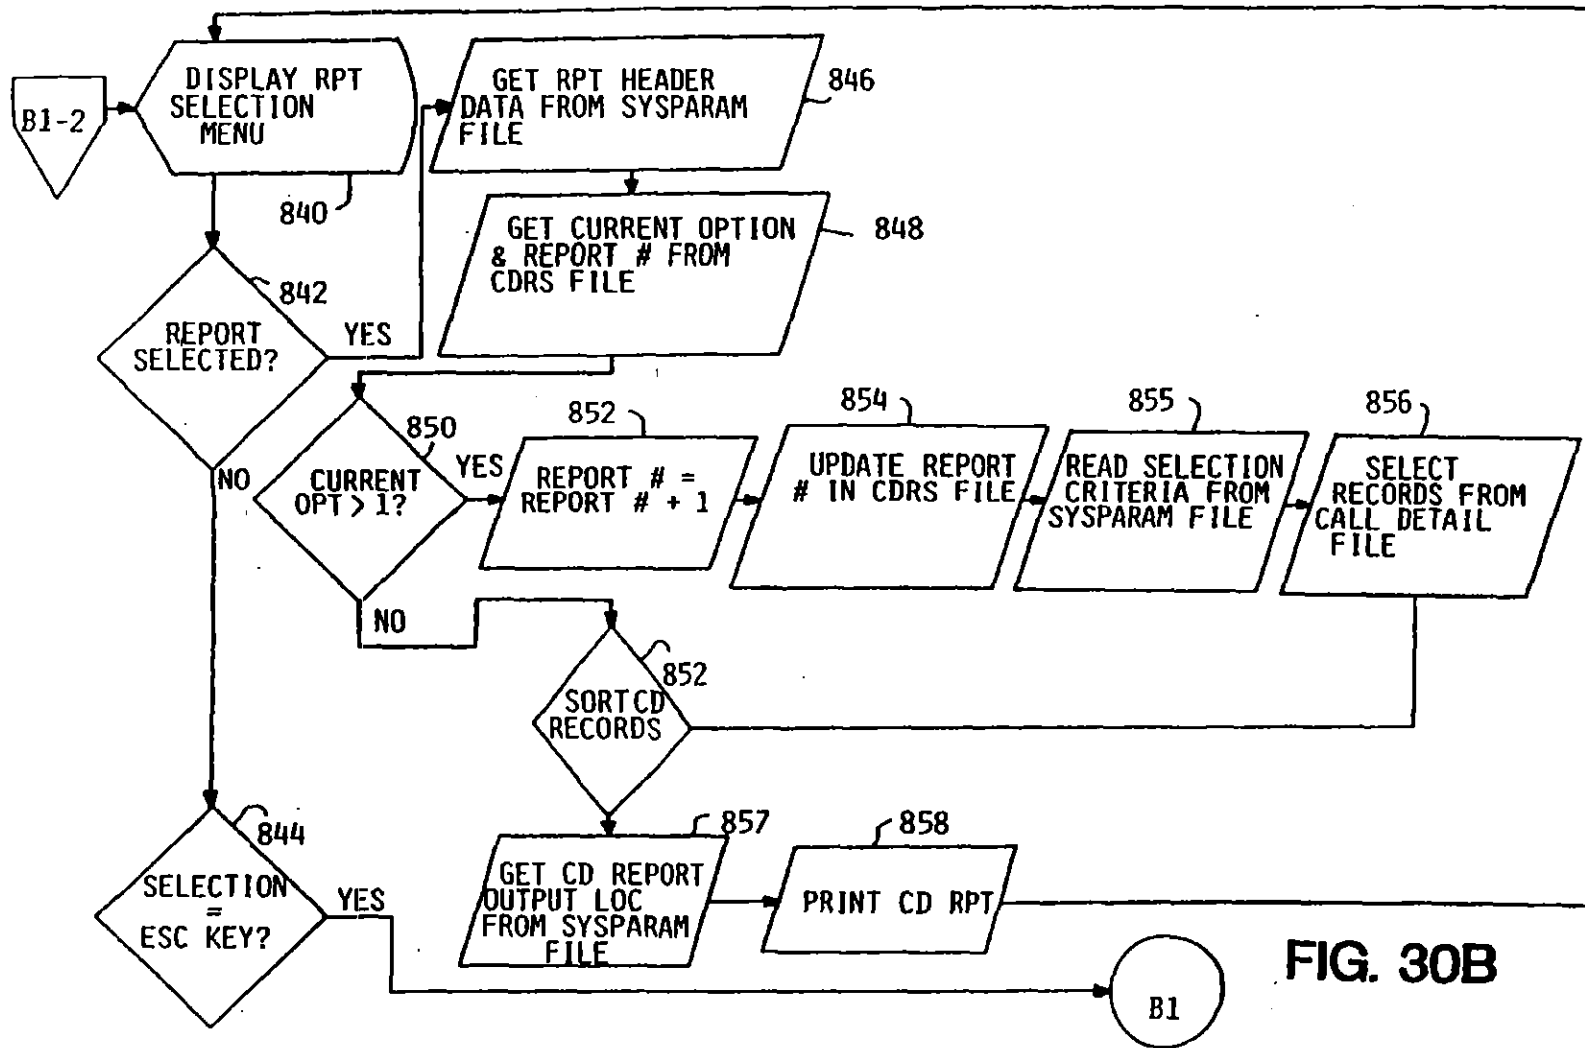 B1-2
DISPLAY RPT
SELECTION
MENU
840
GET RPT HEADER
DATA FROM SYSPARAM
FILE
846
GET CURRENT OPTION
& REPORT # FROM
CDRS FILE
848
842
REPORT
SELECTED?
YES
NO
850
CURRENT
OPT > 1?
YES
NO
852
REPORT # =
REPORT # + 1
854
UPDATE REPORT
# IN CDRS FILE
855
READ SELECTION
CRITERIA FROM
SYSPARAM FILE
856
SELECT
RECORDS FROM
CALL DETAIL
FILE
852
SORT CD
RECORDS
844
SELECTION
=
ESC KEY?
YES
857
GET CD REPORT
OUTPUT LOC
FROM SYSPARAM
FILE
858
PRINT CD RPT
B1
FIG. 30B